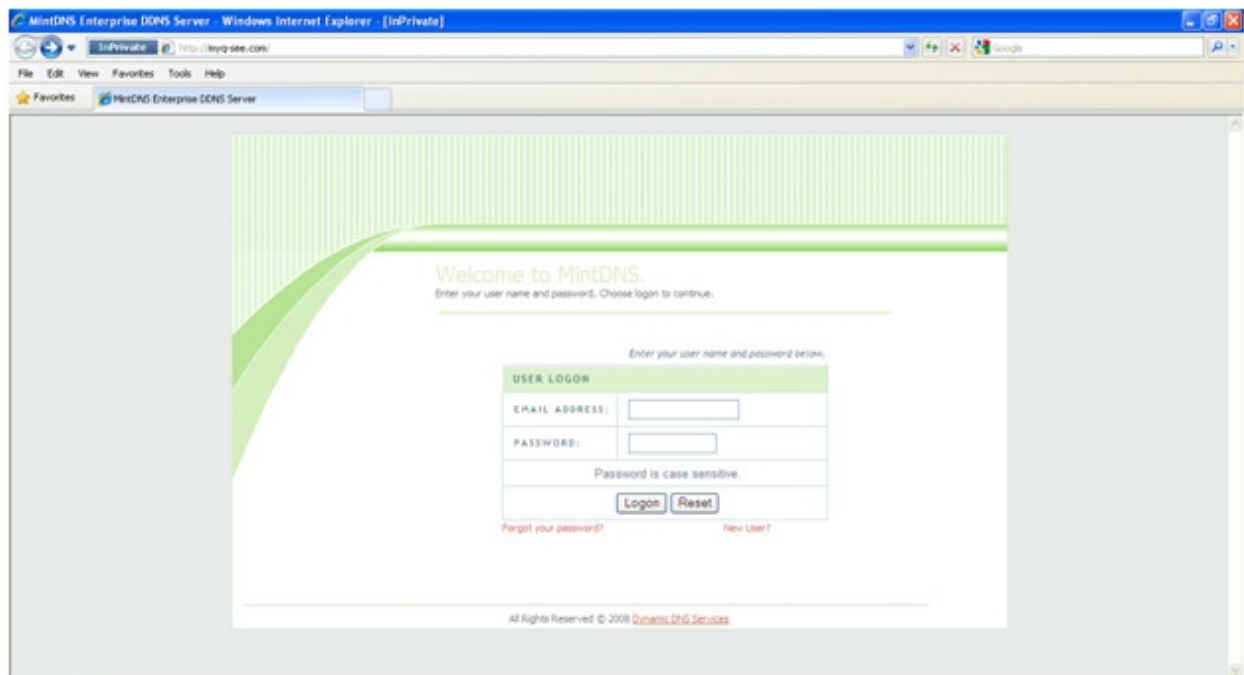 MintDNS Enterprise DDNS Server - Windows Internet Explorer - [InPrivate]
InPrivate http://myq-see.com/ Google
File Edit View Favorites Tools Help
Favorites MintDNS Enterprise DDNS Server
Welcome to MintDNS.
Enter your user name and password. Choose logon to continue.
Enter your user name and password below.
USER LOGON
EMAIL ADDRESS:
PASSWORD:
Password is case sensitive.
Logon Reset
Forgot your password? New User?
All Rights Reserved © 2008 Dynamic DNS Services